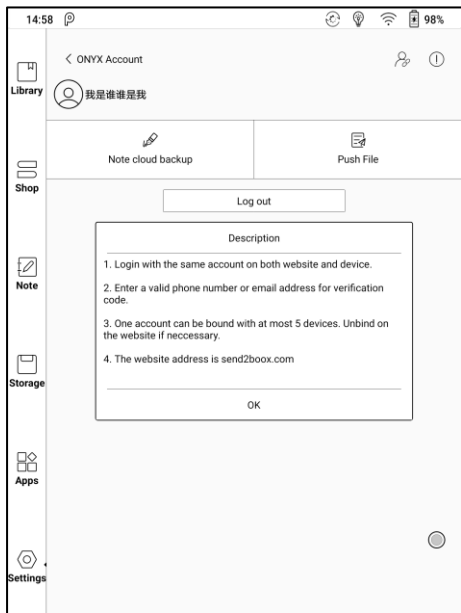 14:58 98%
ONYX Account
Library
我是谁谁是我
Note cloud backup Push File
Shop
Log out
Description
1. Login with the same account on both website and device.
2. Enter a valid phone number or email address for verification
code.
Note
3. One account can be bound with at most 5 devices. Unbind on
the website if neccessary.
4. The website address is send2boox.com
Storage
OK
Apps
Settings